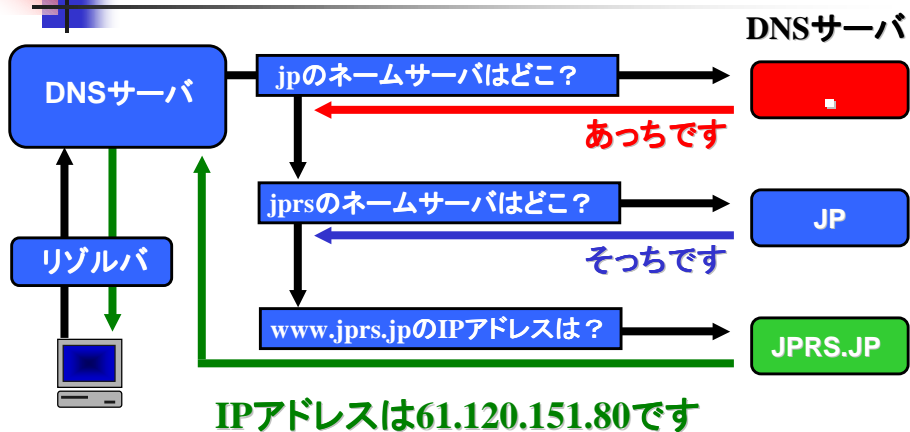 DNSサーバ
DNSサーバ
jpのネームサーバはどこ？
.
あっちです
jprsのネームサーバはどこ？
JP
そっちです
リゾルバ
www.jprs.jpのIPアドレスは？
JPRS.JP
IPアドレスは61.120.151.80です